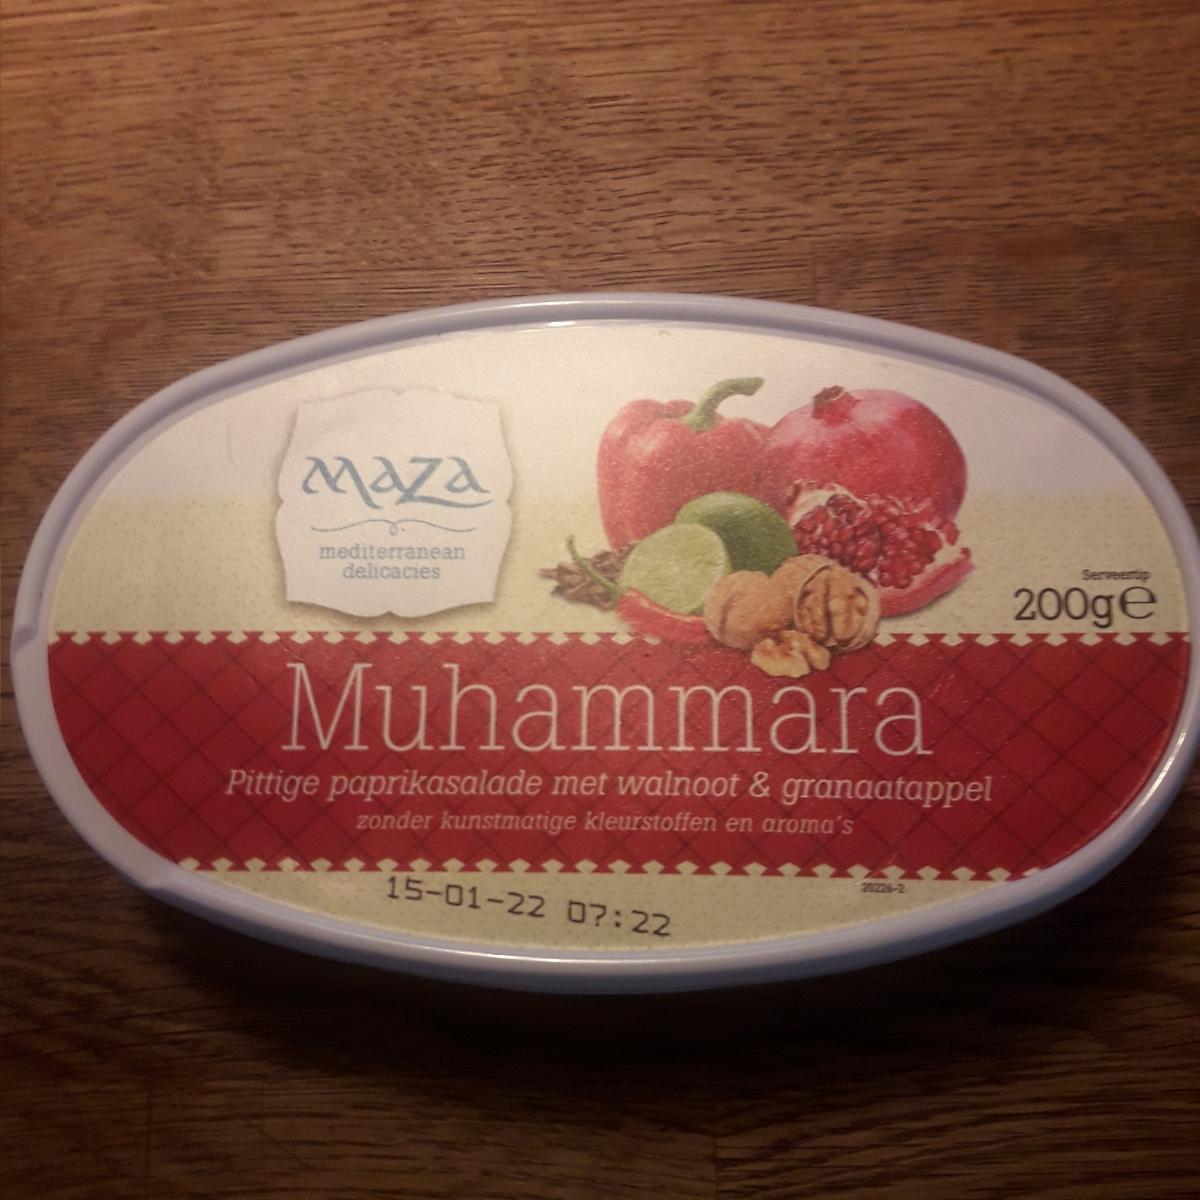 MAZA
mediterranean
delicacies
Serveertip
200g℮
Muhammara
Pittige paprikasalade met walnoot & granaatappel
zonder kunstmatige kleurstoffen en aroma's
15-01-22 07:22
20226-2